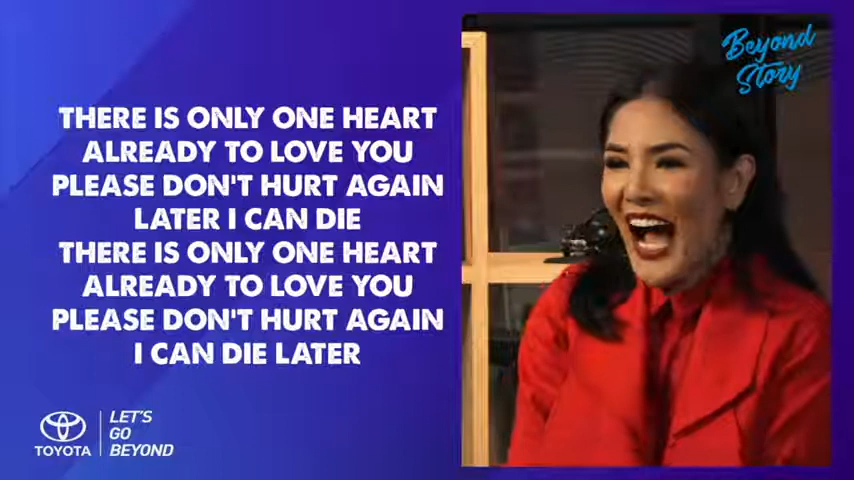 Beyond
Story
THERE IS ONLY ONE HEART
ALREADY TO LOVE YOU
PLEASE DON'T HURT AGAIN
LATER I CAN DIE
THERE IS ONLY ONE HEART
ALREADY TO LOVE YOU
PLEASE DON'T HURT AGAIN
I CAN DIE LATER
TOYOTA
LET'S
GO
BEYOND